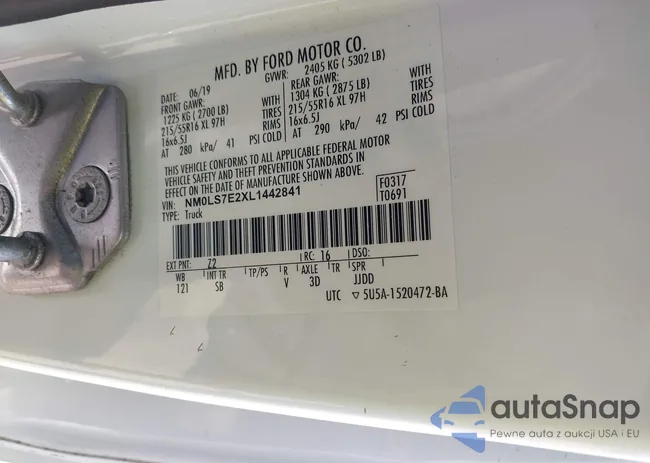 MFD. BY FORD MOTOR CO.
DATE: 06/19 GVWR: 2405 KG ( 5302 LB)
FRONT GAWR: REAR GAWR:
1225 KG ( 2700 LB) WITH 1304 KG ( 2875 LB) WITH
215/55R16 XL 97H TIRES 215/55R16 XL 97H TIRES
16x6.5J RIMS 16x6.5J RIMS
AT 280 kPa/ 41 PSI COLD AT 290 kPa/ 42 PSI COLD
THIS VEHICLE CONFORMS TO ALL APPLICABLE FEDERAL MOTOR
VEHICLE SAFETY AND THEFT PREVENTION STANDARDS IN
EFFECT ON THE DATE OF MANUFACTURE SHOWN ABOVE.
VIN: NM0LS7E2XL1442841 F0317
TYPE: Truck T0691
EXT PNT: Z2 RC: 16 DSO:
WB INT TR TP/PS R AXLE TR SPR
121 SB V 3D JJDD
UTC ▽ 5U5A-1520472-BA
autaSnap
Pewne auta z aukcji USA i EU